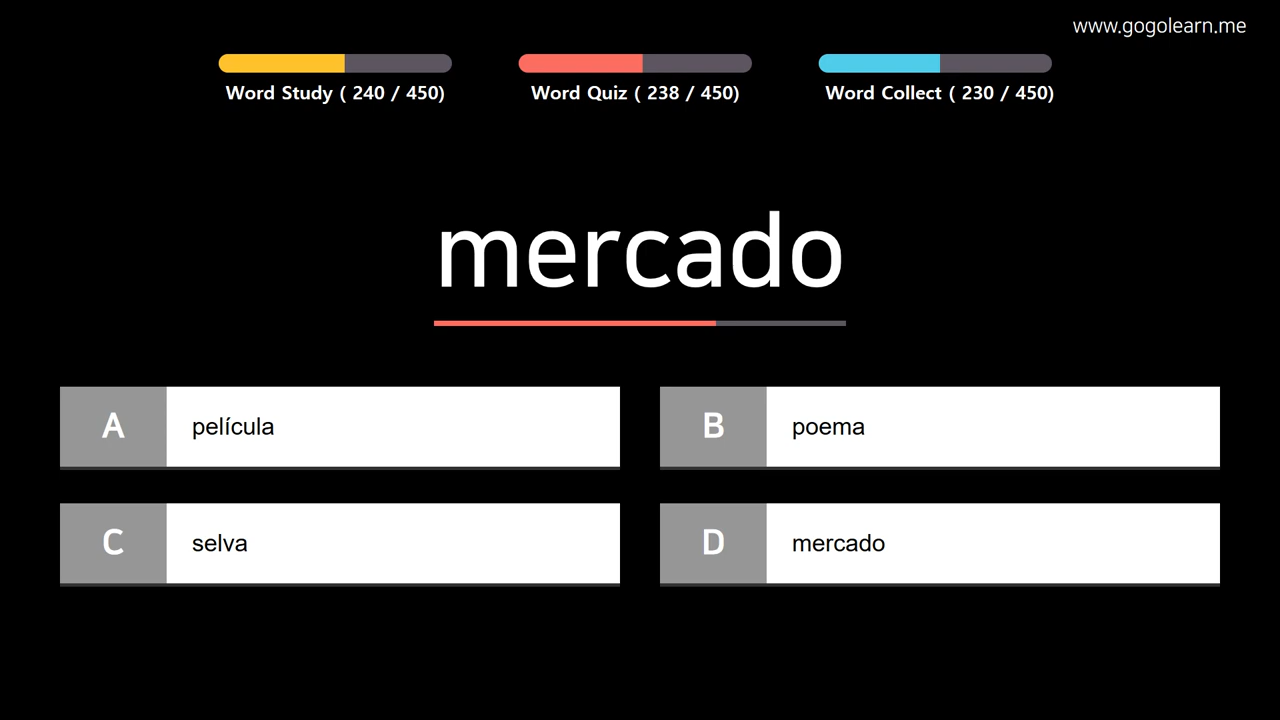 www.gogolearn.me
Word Study ( 240 / 450)
Word Quiz ( 238 / 450)
Word Collect ( 230 / 450)
mercado
A película
B poema
C selva
D mercado